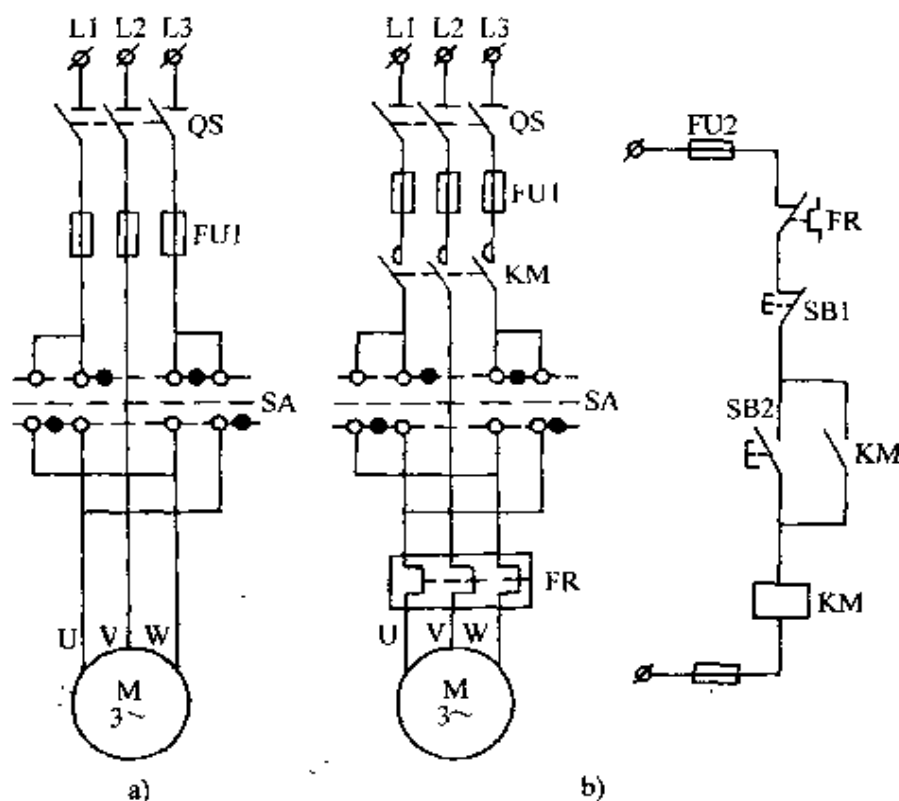 L1 L2 L3
QS
FU1
SA
U V W
M
3~
a)
L1 L2 L3
QS
FU1
KM
SA
FR
U V W
M
3~
FU2
FR
SB1
SB2
KM
KM
b)